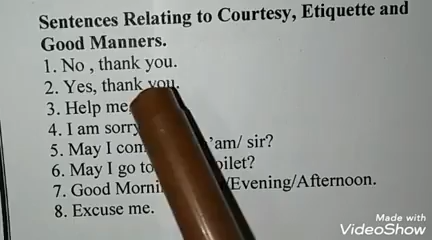 Sentences Relating to Courtesy, Etiquette and
Good Manners.
1. No , thank you.
2. Yes, thank you.
3. Help me
4. I am sorry
5. May I com 'am/ sir?
6. May I go to oilet?
7. Good Morni /Evening/Afternoon.
8. Excuse me.
Made with
VideoShow